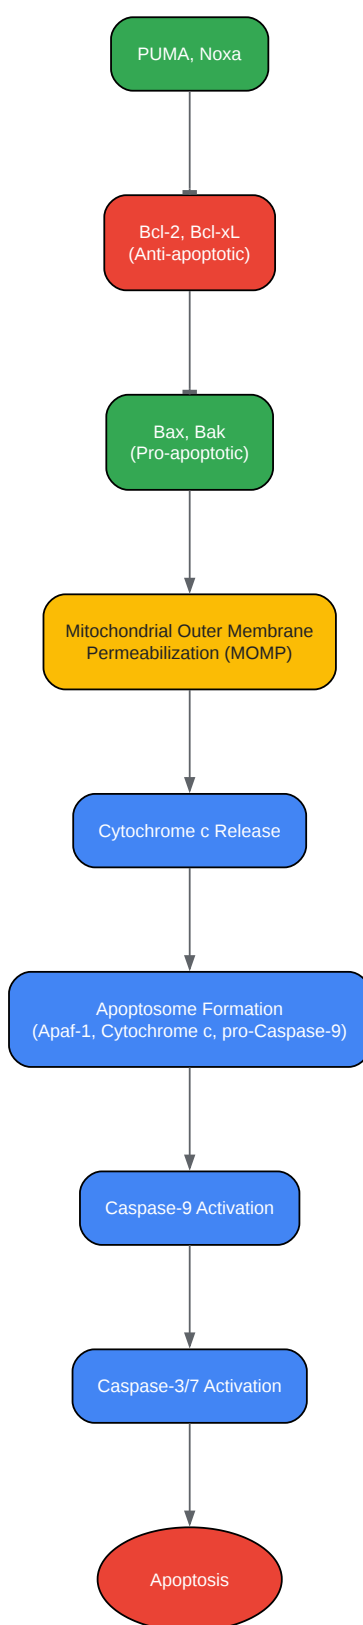 PUMA, Noxa
Bcl-2, Bcl-xL
(Anti-apoptotic)
Bax, Bak
(Pro-apoptotic)
Mitochondrial Outer Membrane
Permeabilization (MOMP)
Cytochrome c Release
Apoptosome Formation
(Apaf-1, Cytochrome c, pro-Caspase-9)
Caspase-9 Activation
Caspase-3/7 Activation
Apoptosis